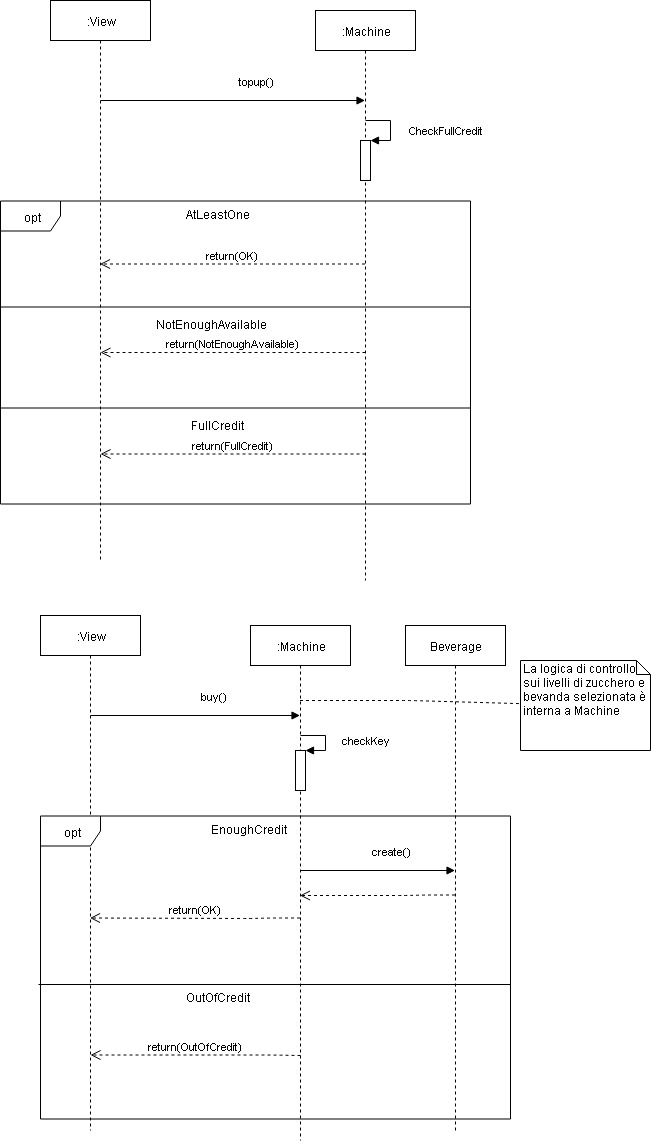 :View
:Machine
topup()
CheckFullCredit
opt
AtLeastOne
return(OK)
NotEnoughAvailable
return(NotEnoughAvailable)
FullCredit
return(FullCredit)
:View
:Machine
Beverage
La logica di controllo
sui livelli di zucchero e
bevanda selezionata è
interna a Machine
buy()
checkKey
opt
EnoughCredit
create()
return(OK)
OutOfCredit
return(OutOfCredit)